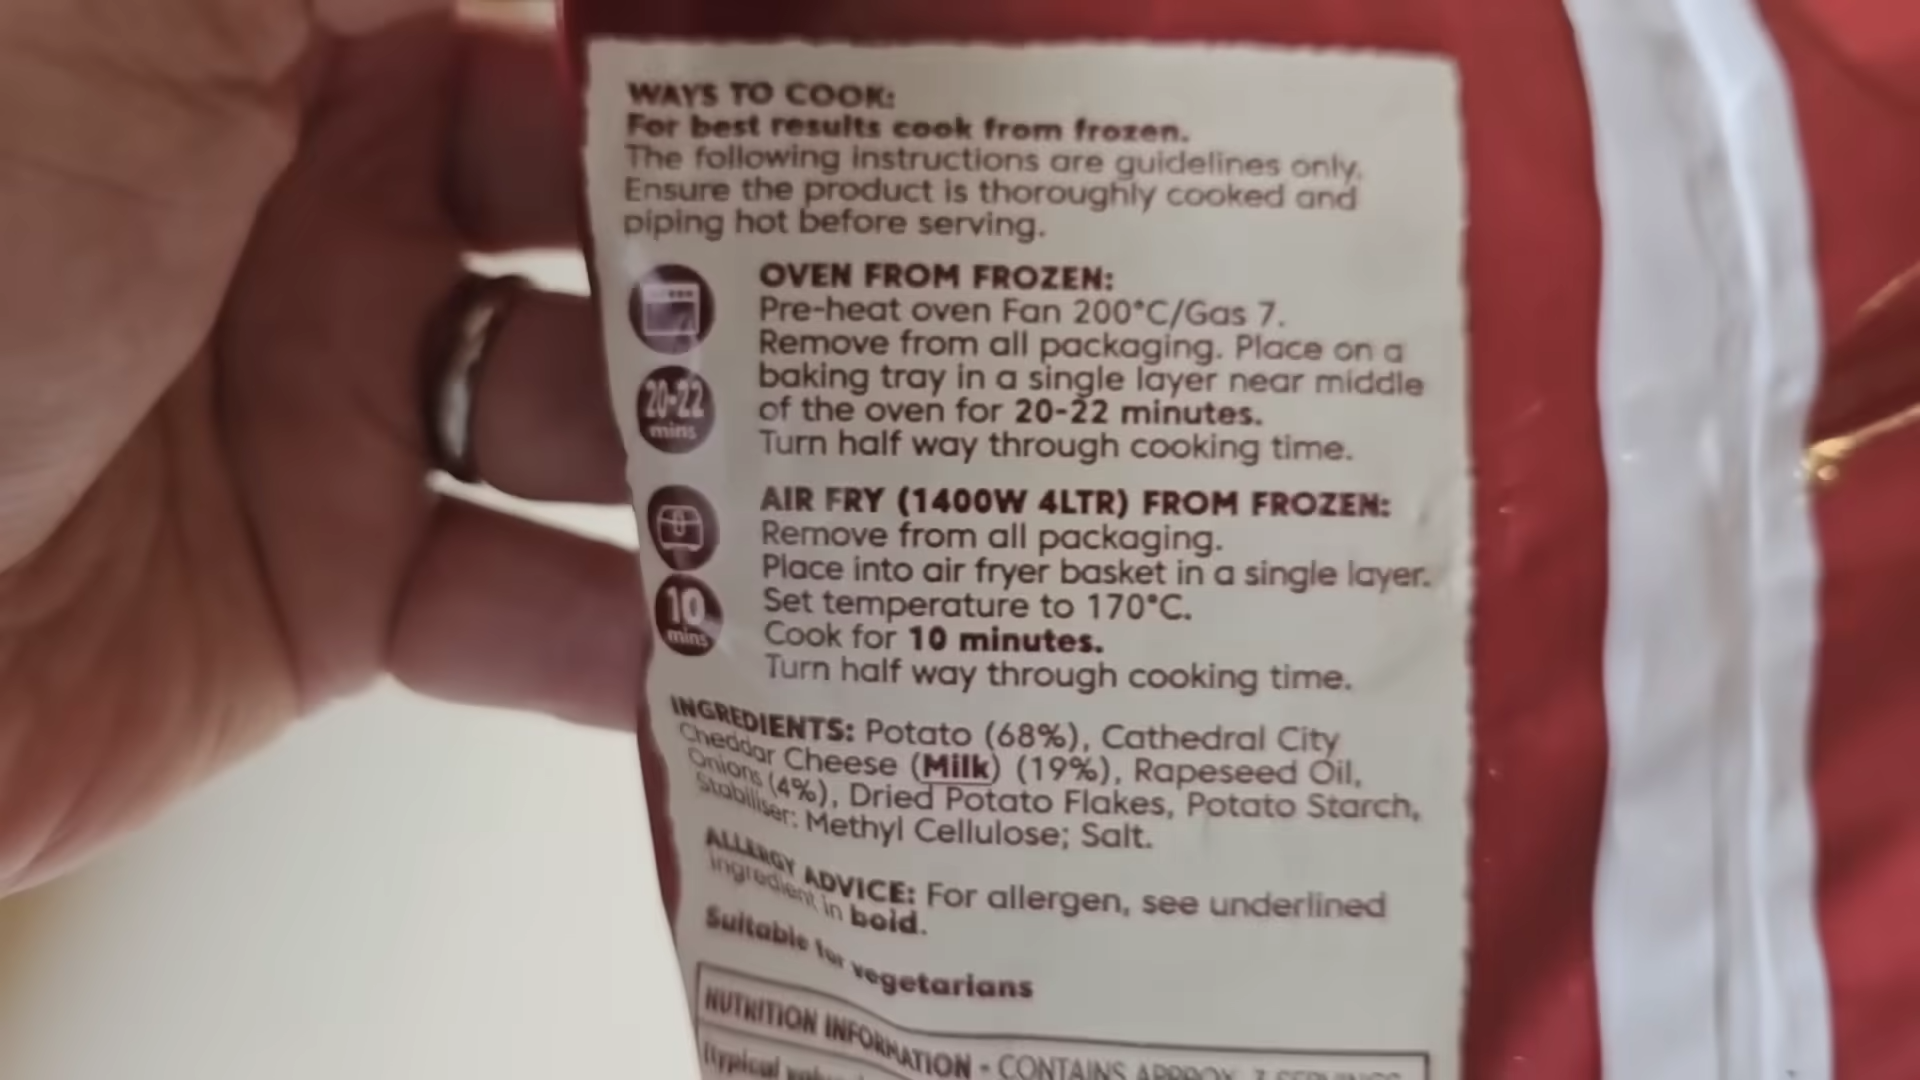 WAYS TO COOK:
For best results cook from frozen.
The following instructions are guidelines only.
Ensure the product is thoroughly cooked and
piping hot before serving.
OVEN FROM FROZEN:
Pre-heat oven Fan 200°C/Gas 7.
Remove from all packaging. Place on a
baking tray in a single layer near middle
of the oven for 20-22 minutes.
Turn half way through cooking time.
20-22
mins
AIR FRY (1400W 4LTR) FROM FROZEN:
Remove from all packaging.
Place into air fryer basket in a single layer.
Set temperature to 170°C.
Cook for 10 minutes.
Turn half way through cooking time.
10
mins
INGREDIENTS: Potato (68%), Cathedral City
Cheddar Cheese (Milk) (19%), Rapeseed Oil,
Onions (4%), Dried Potato Flakes, Potato Starch,
Stabiliser: Methyl Cellulose; Salt.
ALLERGY ADVICE: For allergen, see underlined
ingredient in bold.
Suitable for vegetarians
NUTRITION INFORMATION - CONTAINS APPROX. 7 SERVINGS
(typical